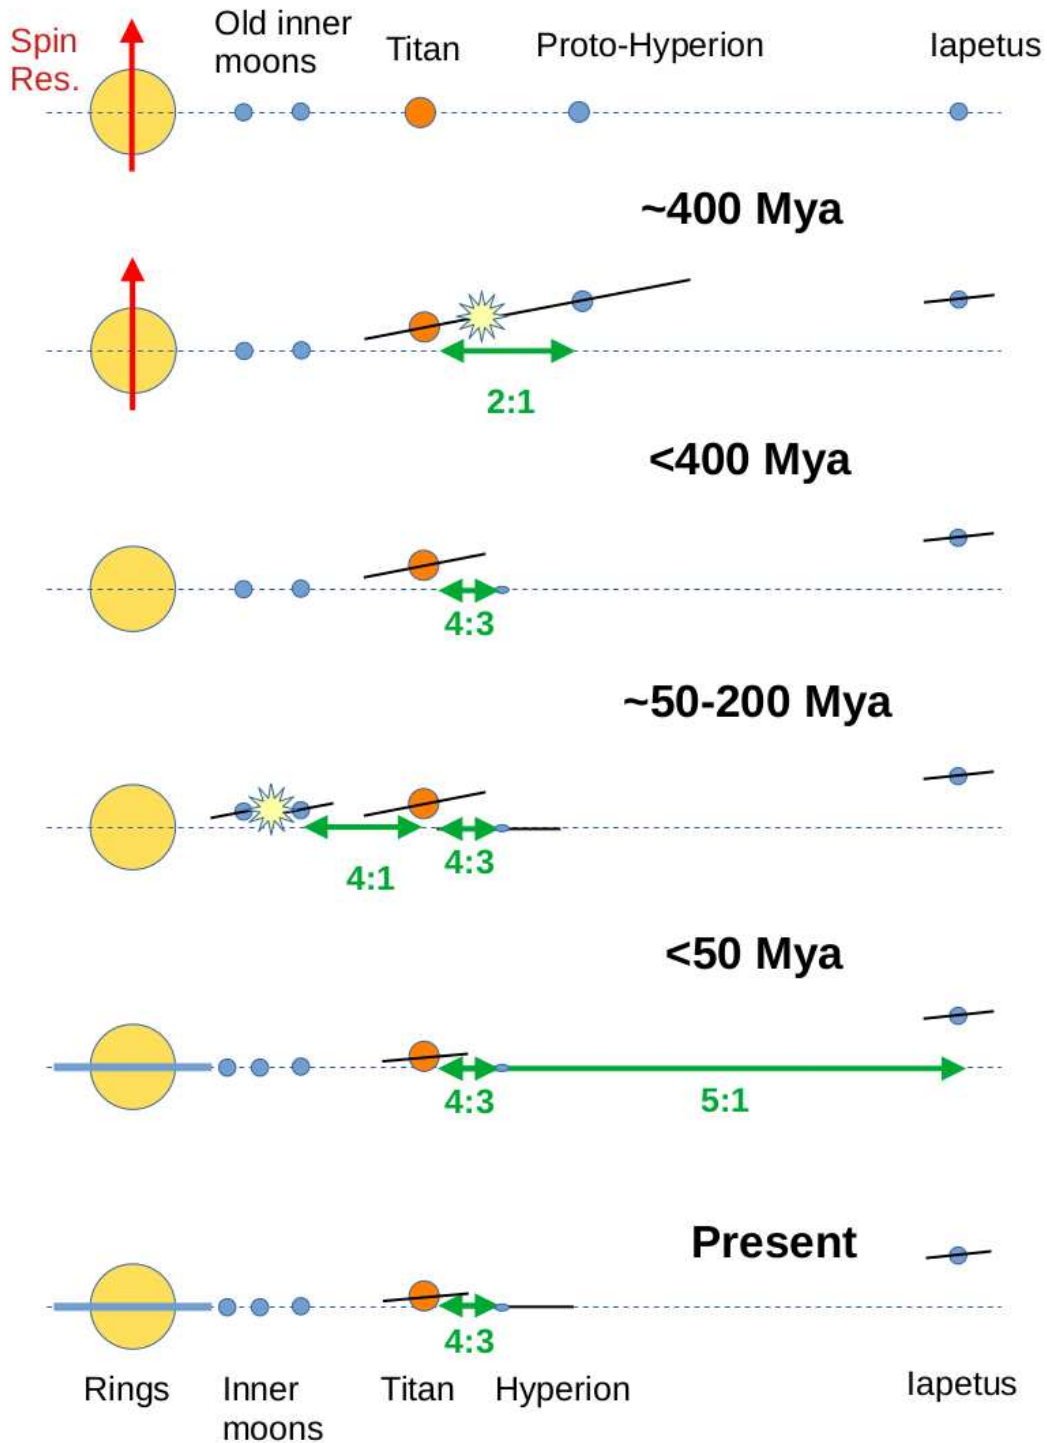 Spin
Res.
Old inner
moons
Titan
Proto-Hyperion
Iapetus
~400 Mya
2:1
<400 Mya
4:3
~50-200 Mya
4:1
4:3
<50 Mya
4:3
5:1
Present
4:3
Rings
Inner
moons
Titan
Hyperion
Iapetus